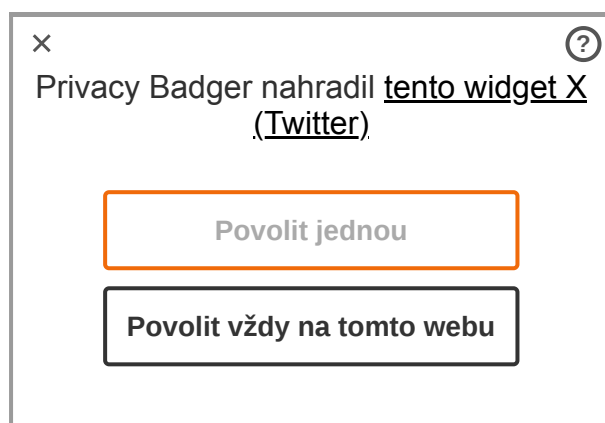 ×
?
Privacy Badger nahradil tento widget X
(Twitter)
Povolit jednou
Povolit vždy na tomto webu